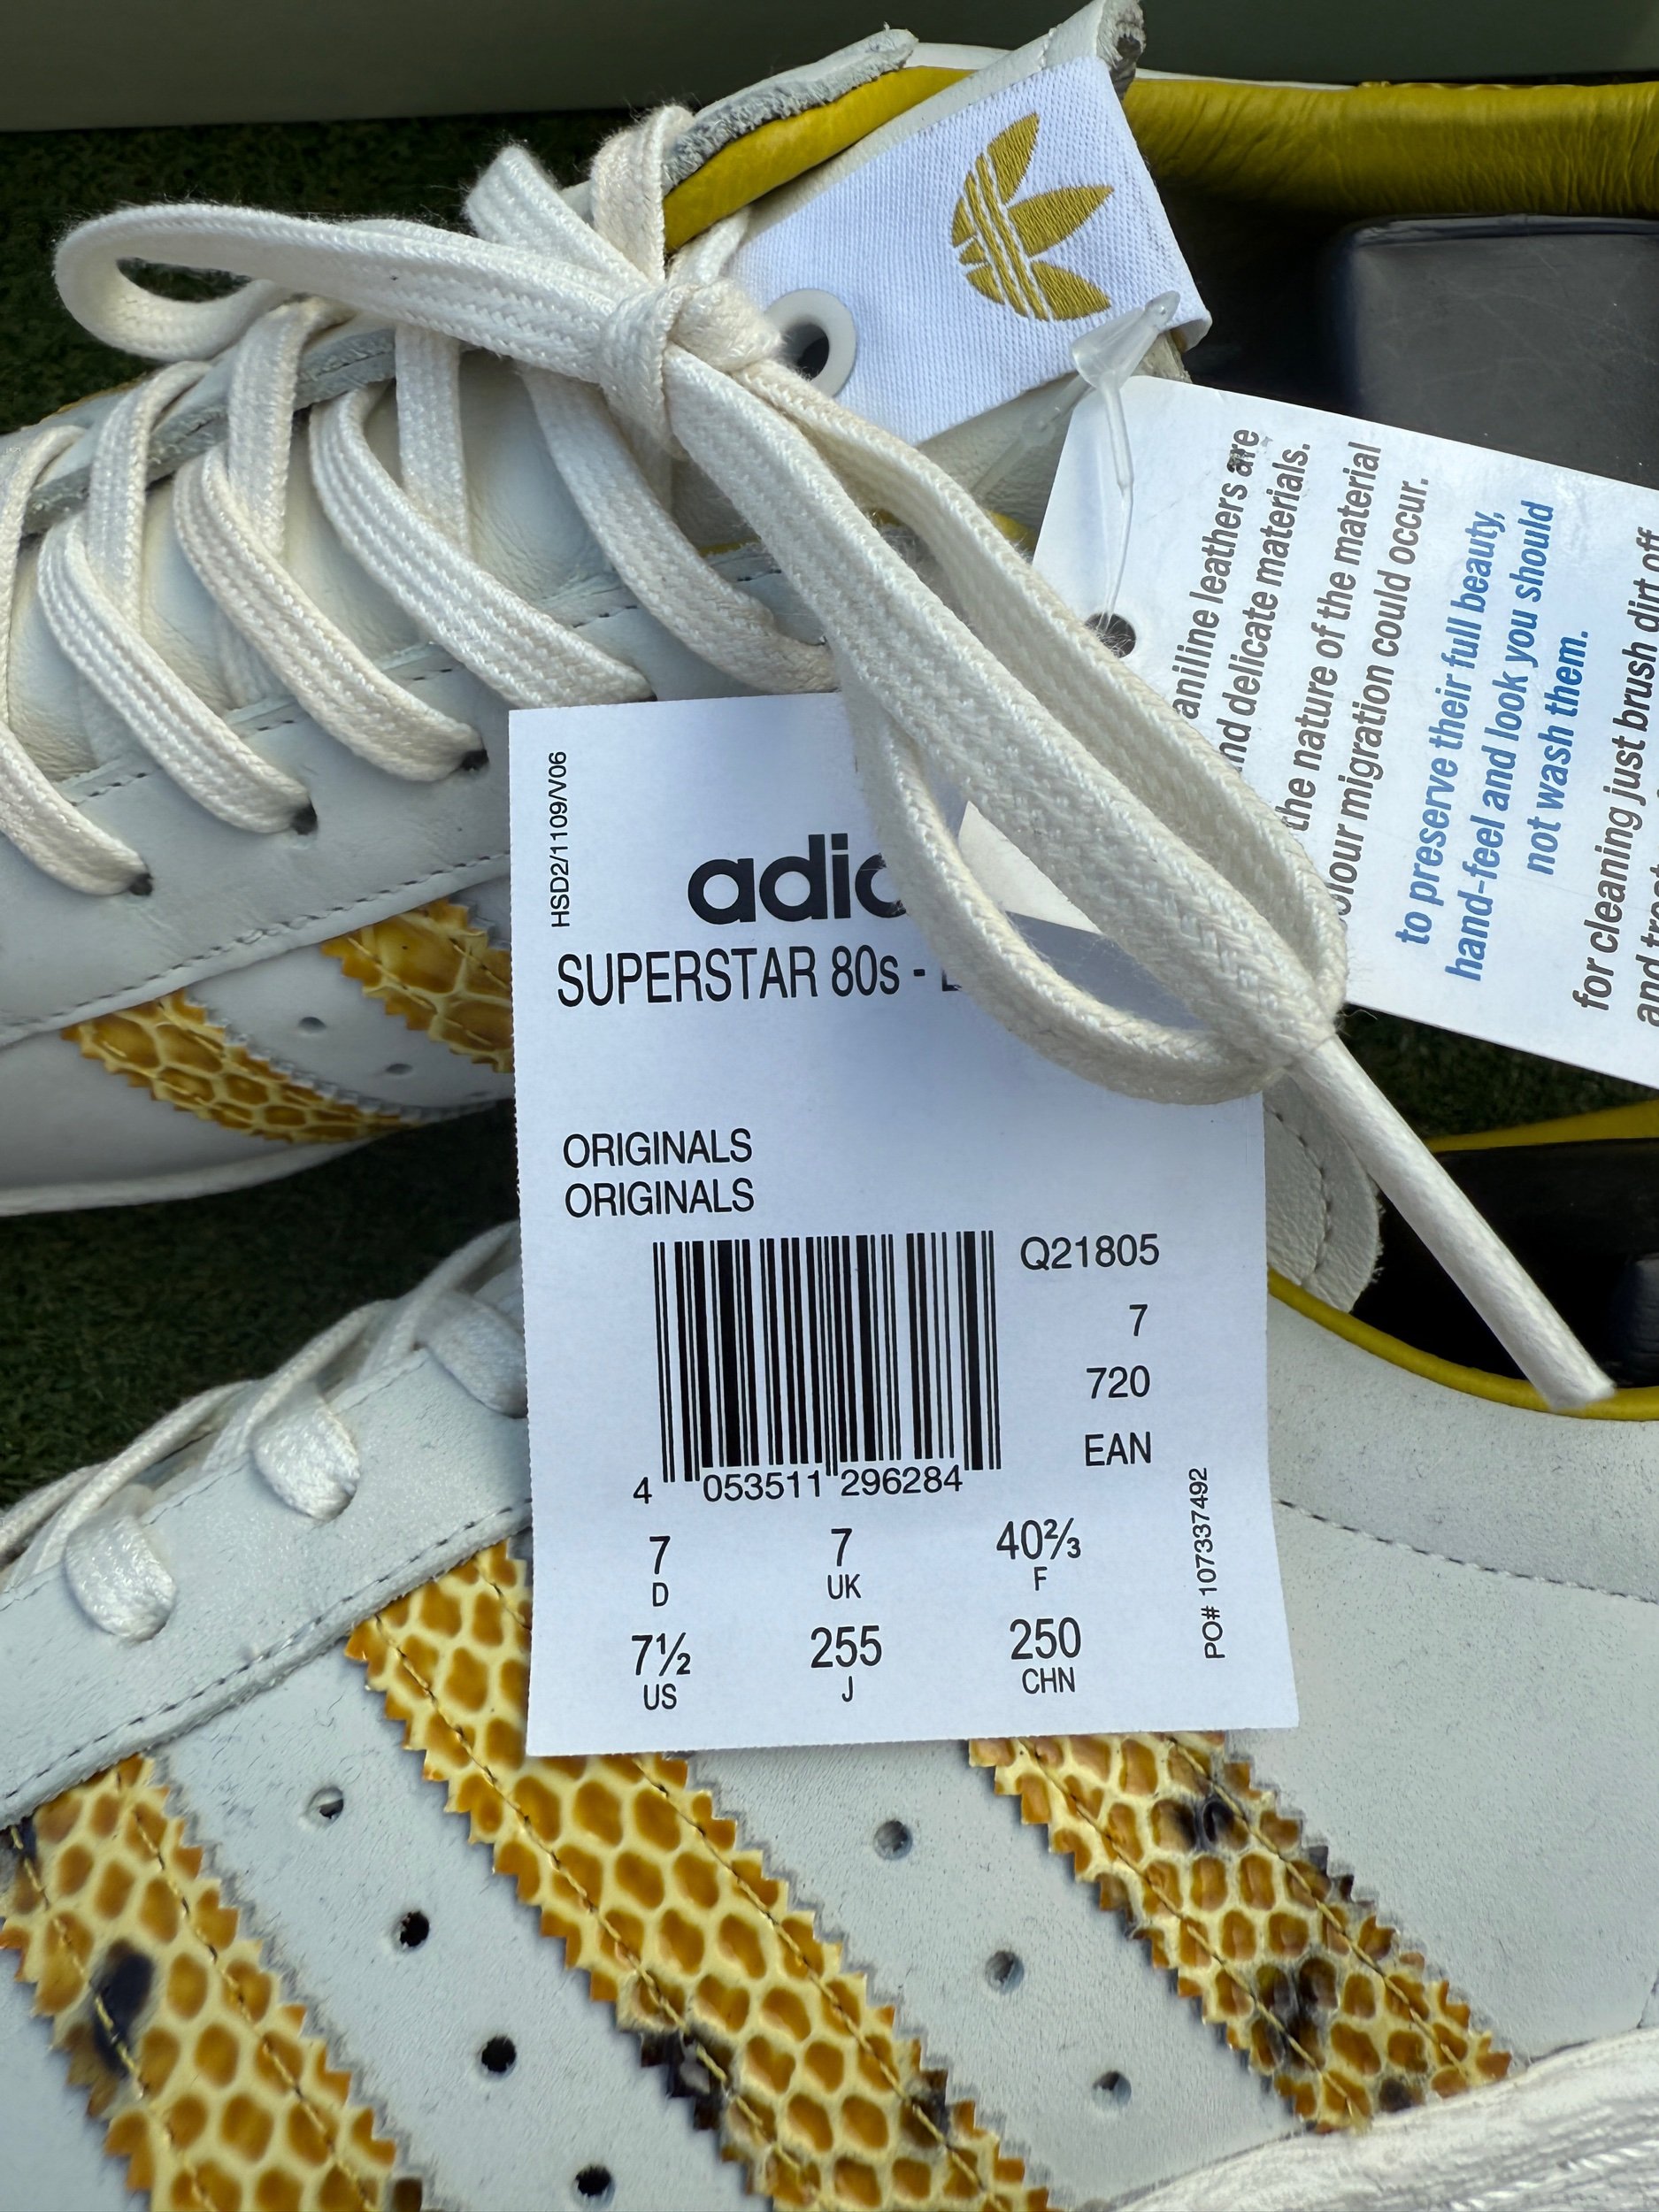 aniline leathers are
and delicate materials.
the nature of the material
colour migration could occur.
to preserve their full beauty,
hand-feel and look you should
not wash them.
for cleaning just brush dirt off
HSD2/1109/V06
SUPERSTAR 80s -
ORIGINALS
ORIGINALS
Q21805
7
720
EAN
4 053511 296284
PO# 107337492
7 7 40⅔
D UK F
7½ 255 250
US J CHN